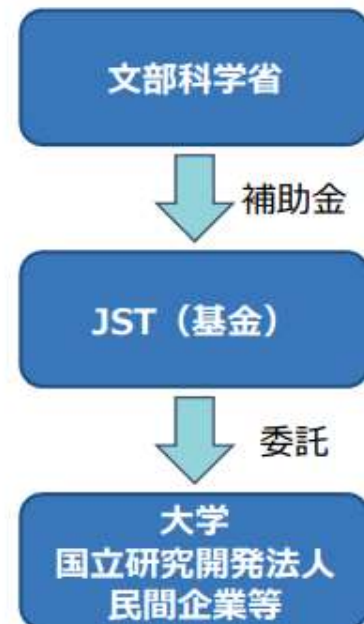 文部科学省
補助金
JST（基金）
委託
大学
国立研究開発法人
民間企業等